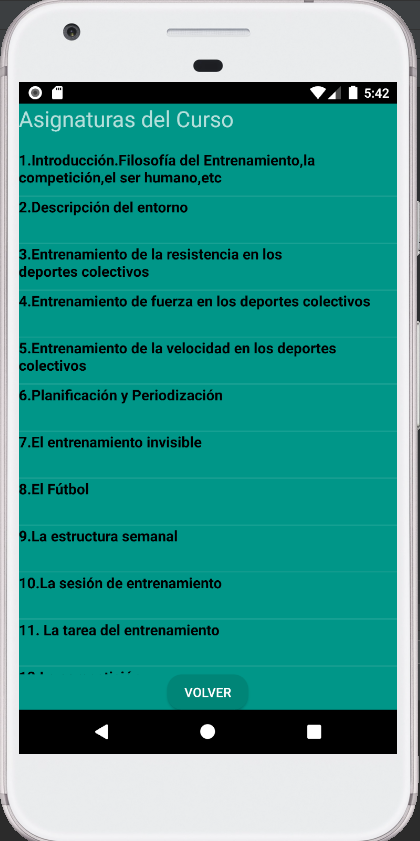 5:42
Asignaturas del Curso
1.Introducción.Filosofía del Entrenamiento,la
competición,el ser humano,etc
2.Descripción del entorno
3.Entrenamiento de la resistencia en los
deportes colectivos
4.Entrenamiento de fuerza en los deportes colectivos
5.Entrenamiento de la velocidad en los deportes
colectivos
6.Planificación y Periodización
7.El entrenamiento invisible
8.El Fútbol
9.La estructura semanal
10.La sesión de entrenamiento
11. La tarea del entrenamiento
VOLVER